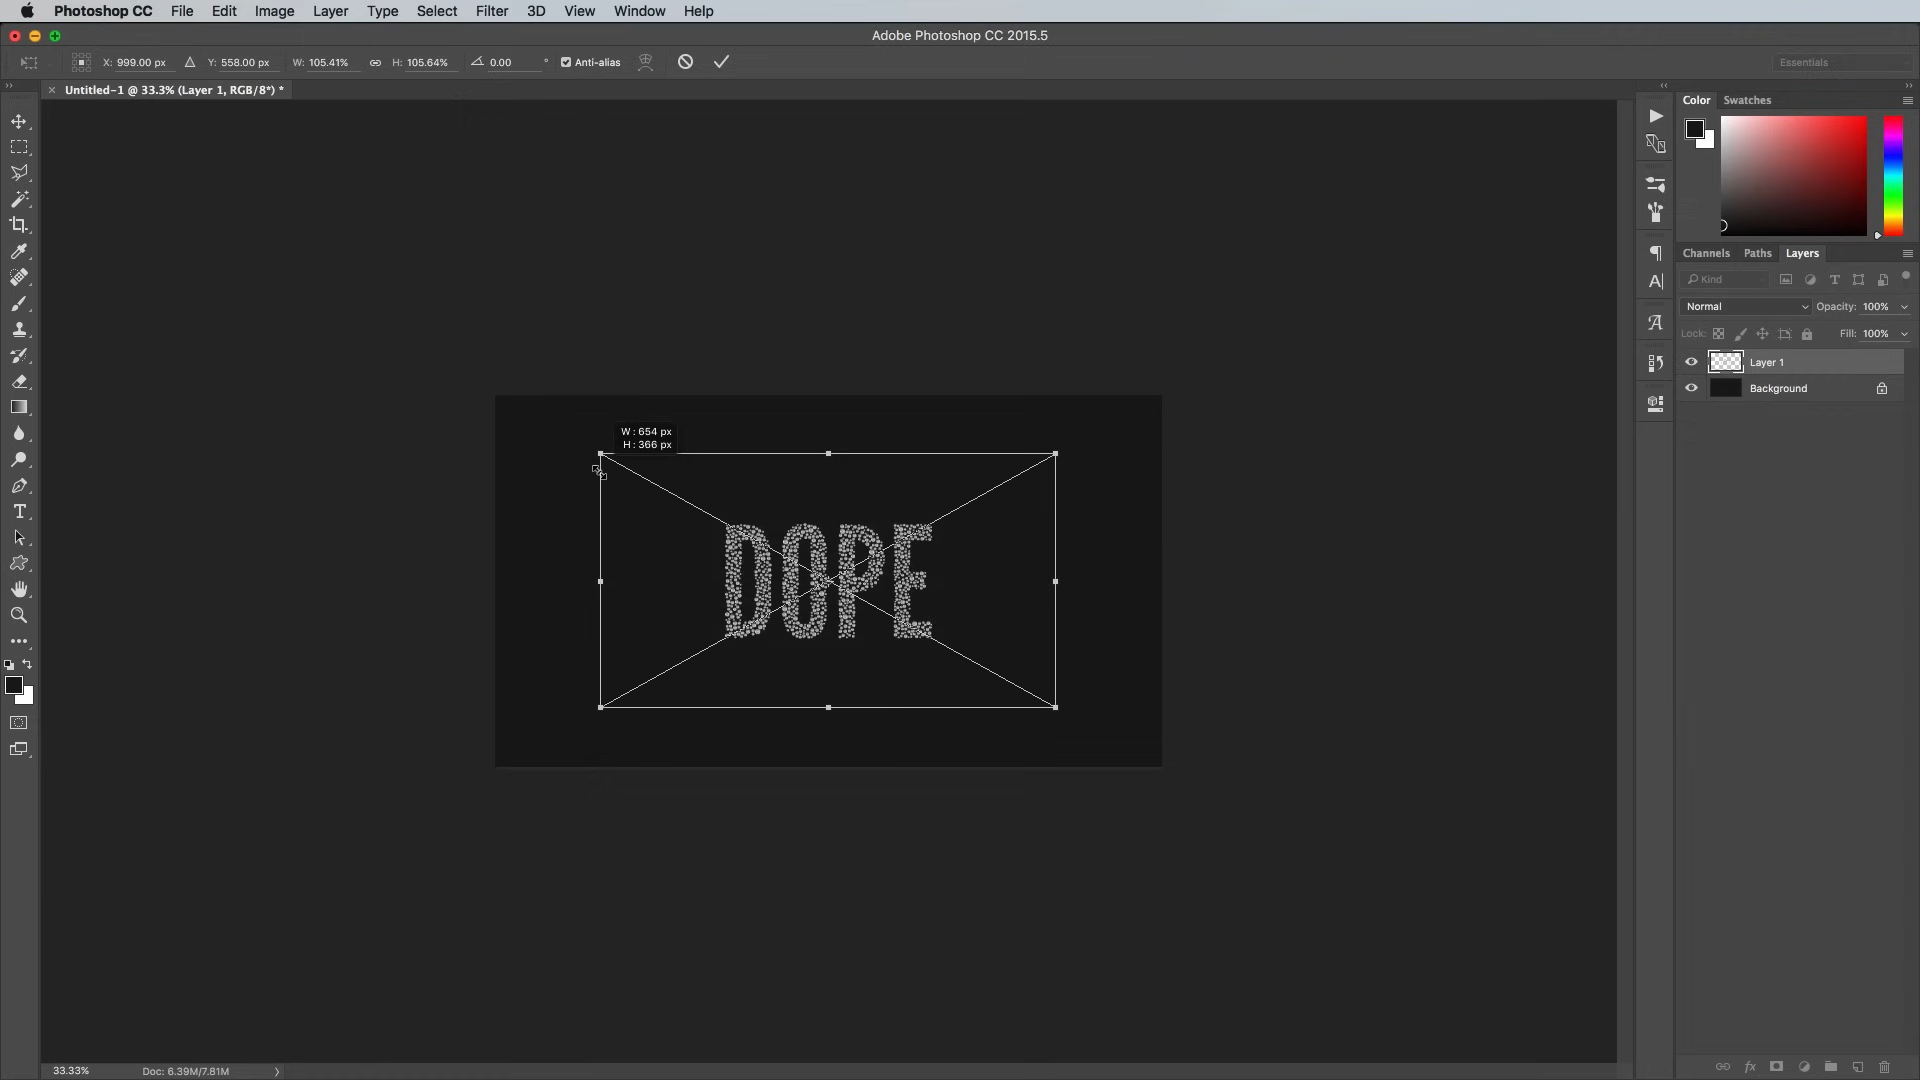 Photoshop CC File Edit Image Layer Type Select Filter 3D View Window Help
Adobe Photoshop CC 2015.5
X: 999.00 px Y: 558.00 px W: 105.41% H: 105.64% 0.00 ° Anti-alias Essentials
Untitled-1 @ 33.3% (Layer 1, RGB/8*) *
Color Swatches
Channels Paths Layers
Kind
Normal Opacity: 100%
Lock: Fill: 100%
Layer 1
Background
W : 654 px
H : 366 px
DOPE
33.33% Doc: 6.39M/7.81M